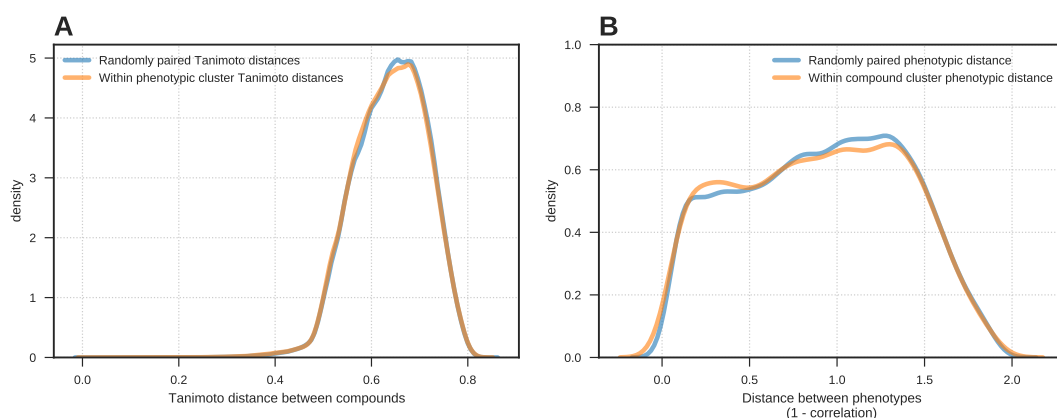 A
Randomly paired Tanimoto distances
Within phenotypic cluster Tanimoto distances
density
5
4
3
2
1
0
0.0 0.2 0.4 0.6 0.8
Tanimoto distance between compounds
B
Randomly paired phenotypic distance
Within compound cluster phenotypic distance
density
1.0
0.8
0.6
0.4
0.2
0.0
0.0 0.5 1.0 1.5 2.0
Distance between phenotypes
(1 - correlation)